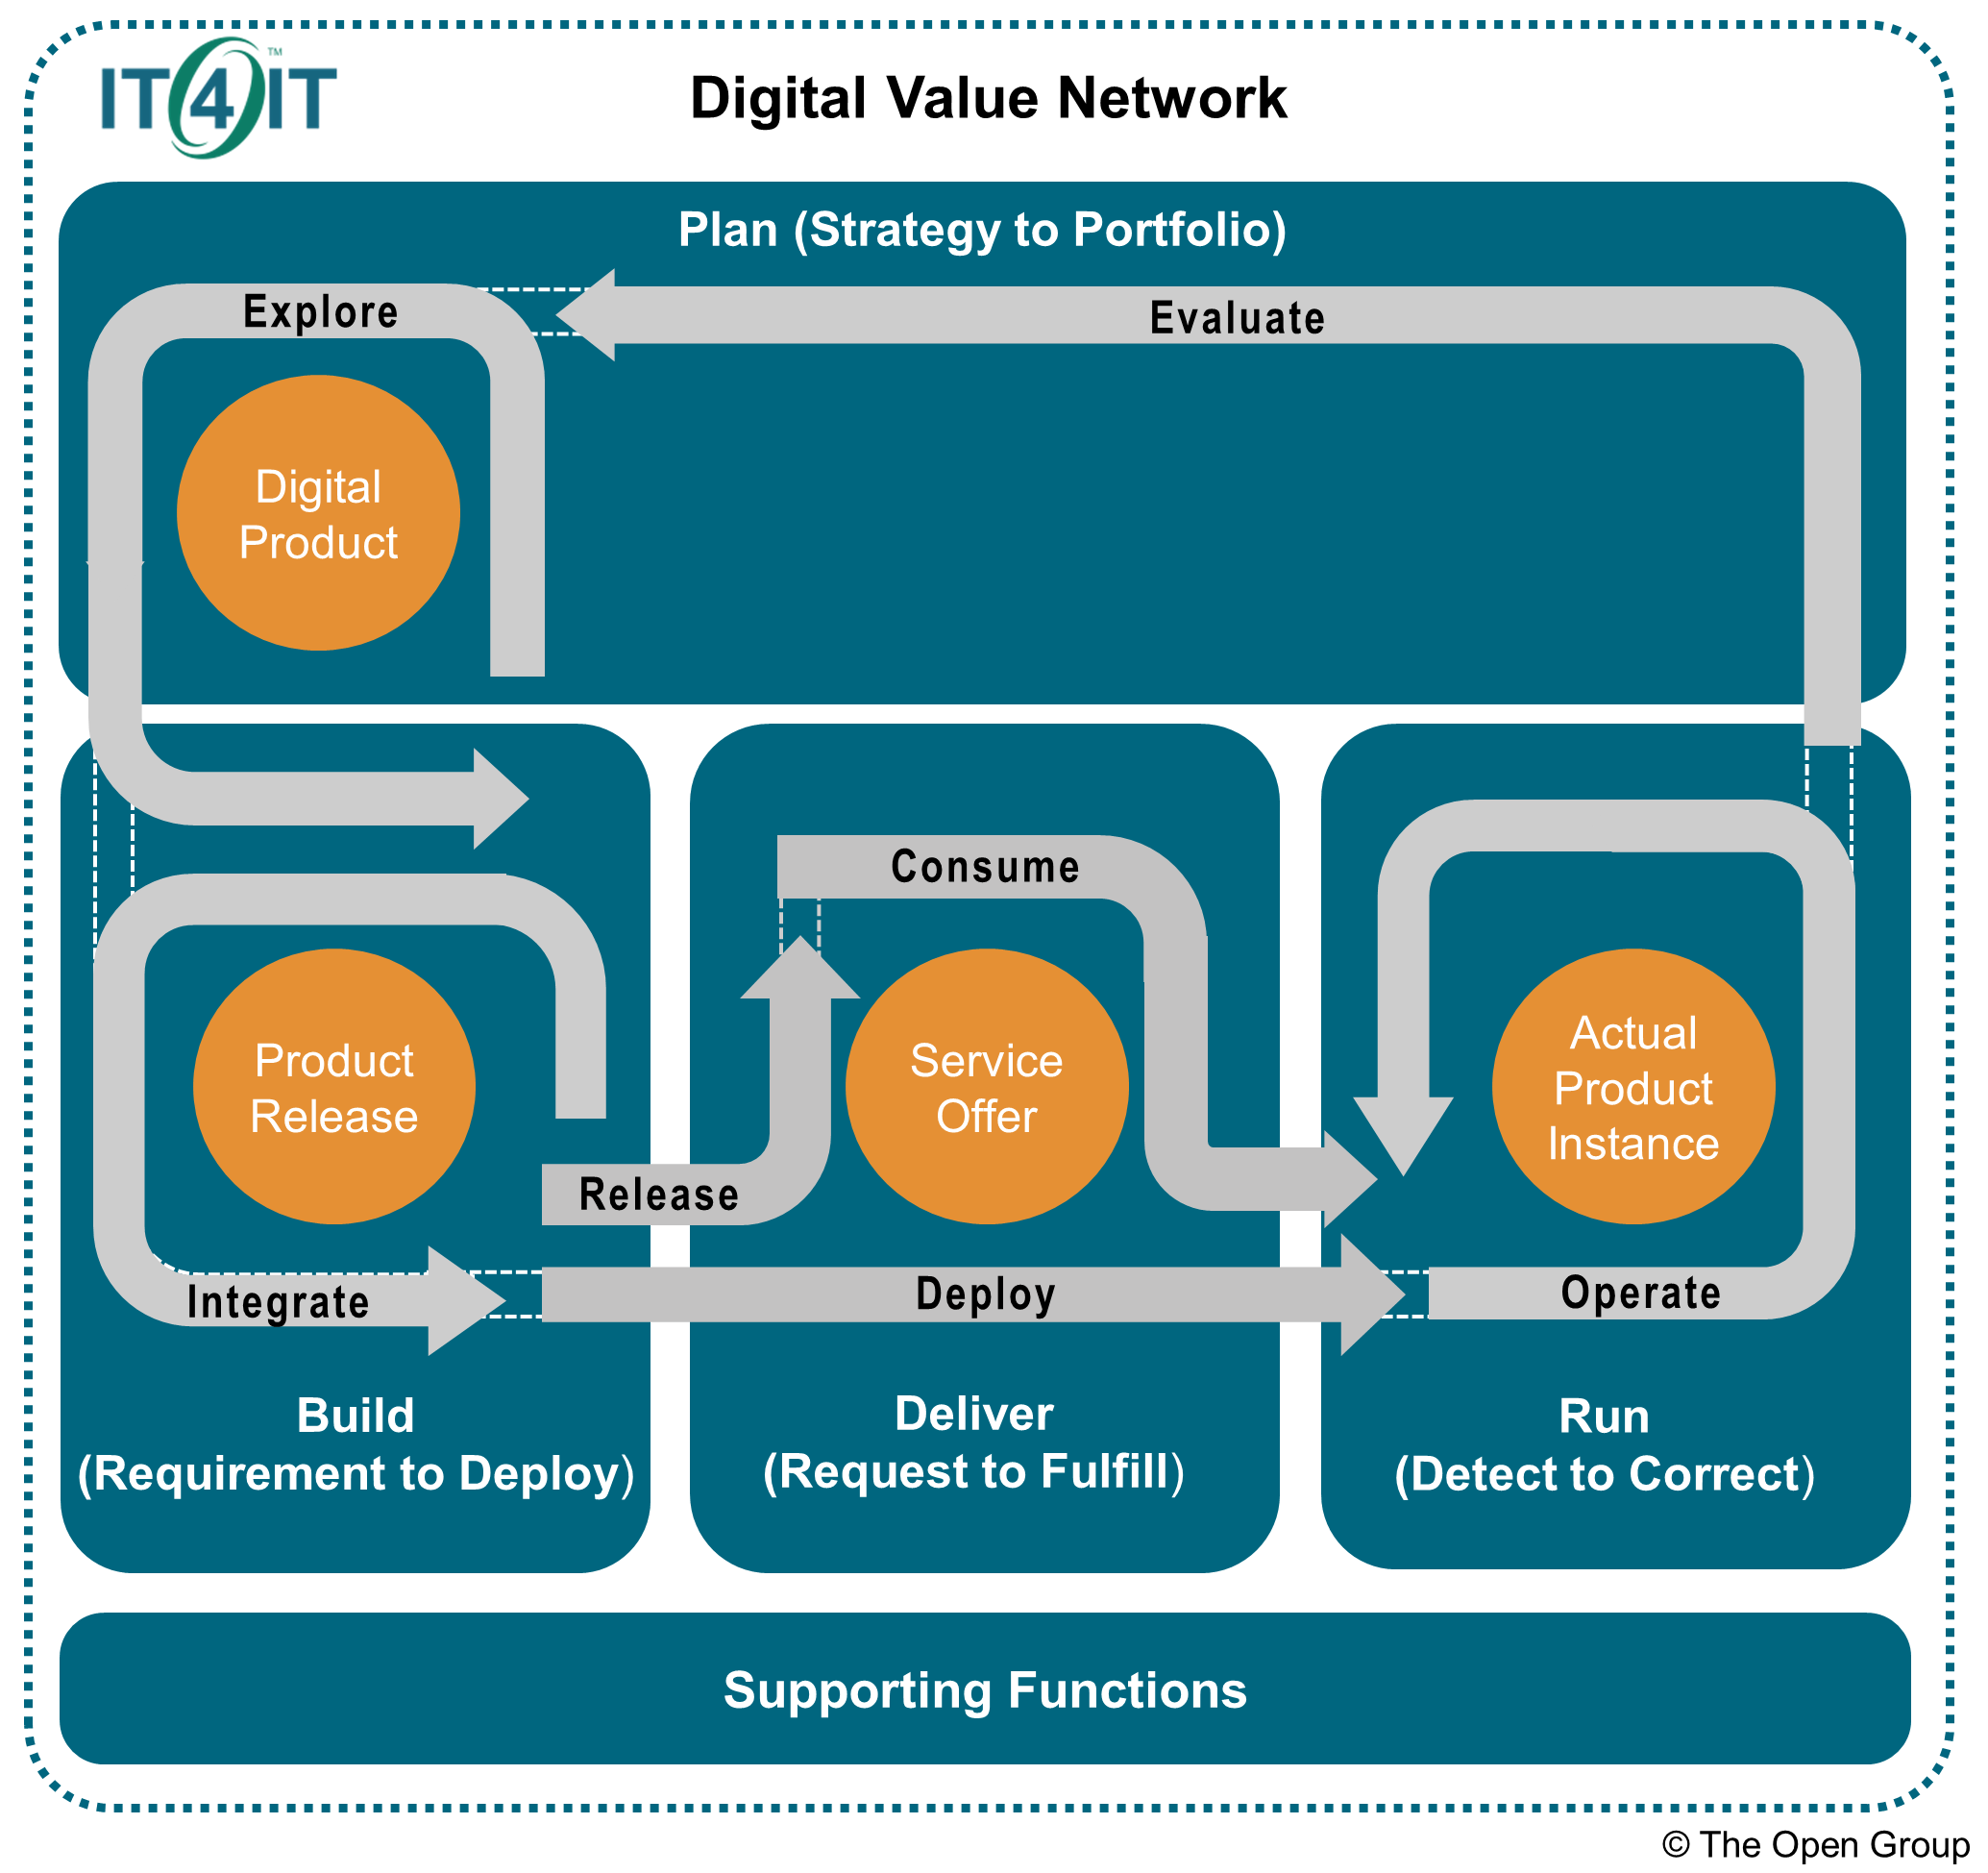 IT4IT™
Digital Value Network
Plan (Strategy to Portfolio)
Explore
Evaluate
Digital
Product
Consume
Product
Release
Service
Offer
Actual
Product
Instance
Release
Integrate
Deploy
Operate
Build
(Requirement to Deploy)
Deliver
(Request to Fulfill)
Run
(Detect to Correct)
Supporting Functions
© The Open Group